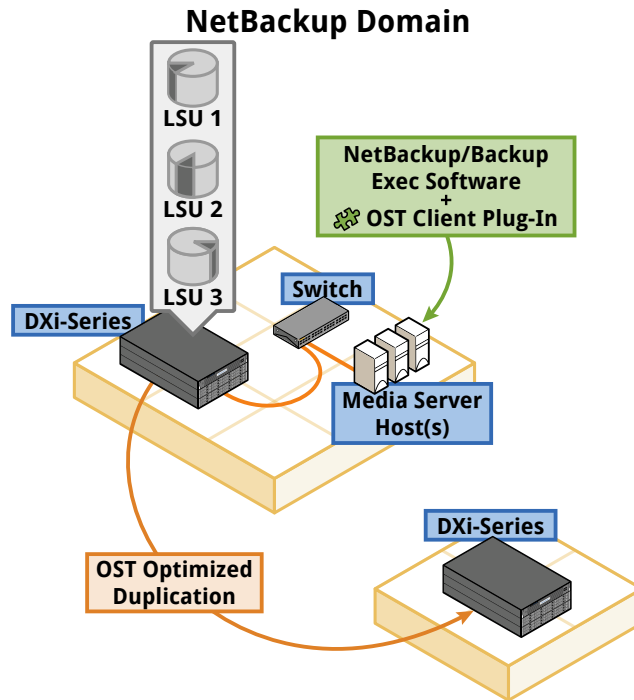 NetBackup Domain
LSU 1
LSU 2
LSU 3
NetBackup/Backup
Exec Software
+
OST Client Plug-In
Switch
DXi-Series
Media Server
Host(s)
DXi-Series
OST Optimized
Duplication